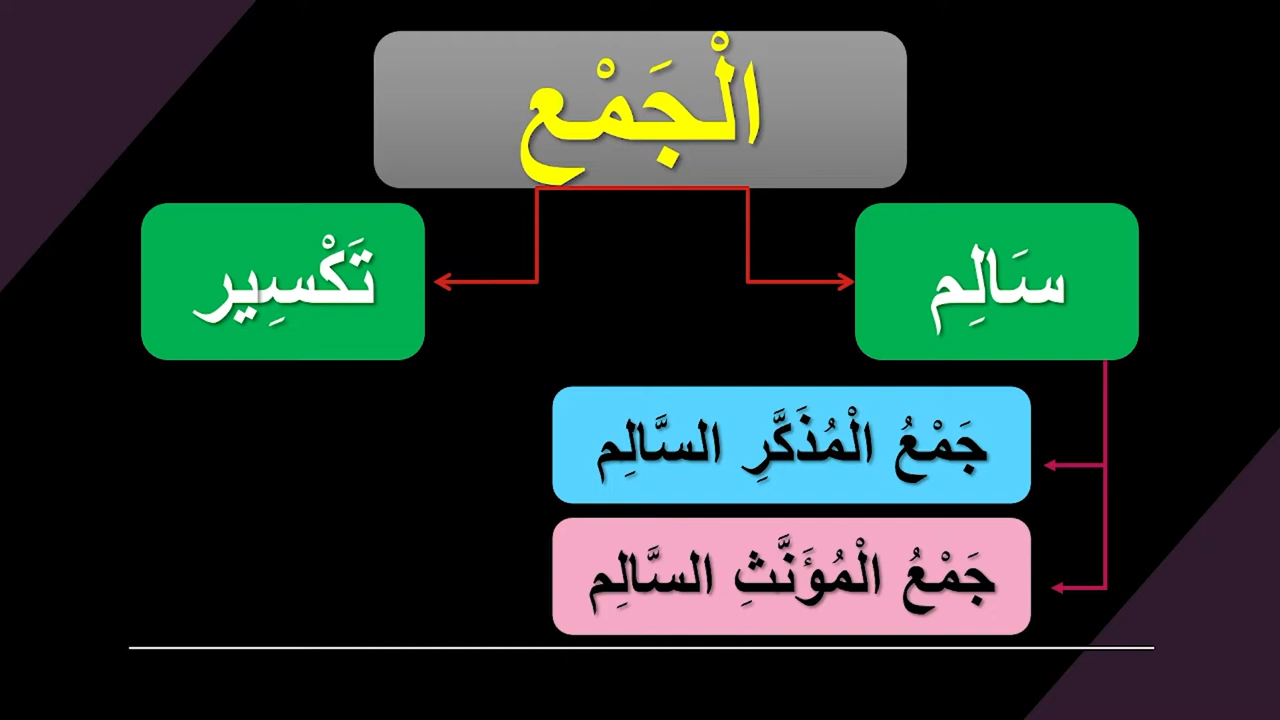 الْجَمْع
سَالِم
تَكْسِير
جَمْعُ الْمُذَكَّرِ السَّالِم
جَمْعُ الْمُؤَنَّثِ السَّالِم